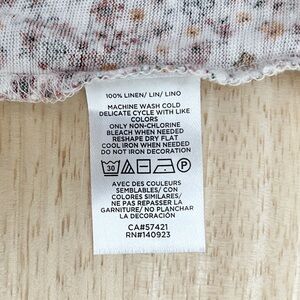 100% LINEN/ LIN/ LINO
MACHINE WASH COLD
DELICATE CYCLE WITH LIKE
COLORS
ONLY NON-CHLORINE
BLEACH WHEN NEEDED
RESHAPE DRY FLAT
COOL IRON WHEN NEEDED
DO NOT IRON DECORATION
30 P
AVEC DES COULEURS
SEMBLABLES/ CON
COLORES SIMILARES/
NE PAS REPASSER LA
GARNITURE/ NO PLANCHAR
LA DECORACIÓN
CA#57421
RN#140923